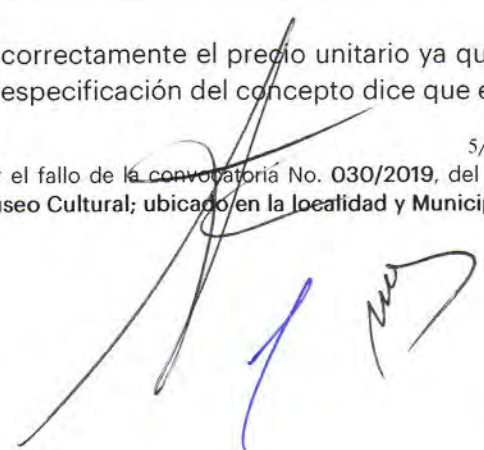 correctamente el precio unitario ya qu
especificación del concepto dice que e
5/
el fallo de la convocatoria No. 030/2019, del
useo Cultural; ubicado en la localidad y Municip